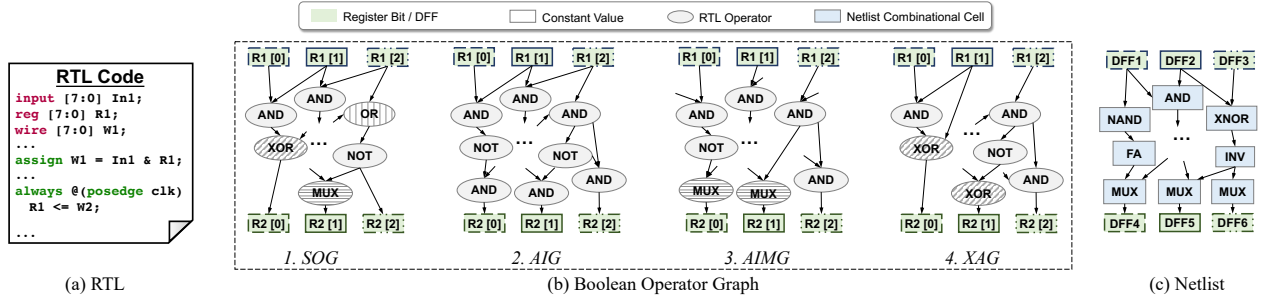 Register Bit / DFF
Constant Value
RTL Operator
Netlist Combinational Cell
RTL Code
input [7:0] In1;
reg [7:0] R1;
wire [7:0] W1;
...
assign W1 = In1 & R1;
...
always @(posedge clk)
R1 <= W2;
...
(a) RTL
R1 [0] R1 [1] R1 [2]
AND
AND OR
XOR ... NOT
MUX
R2 [0] R2 [1] R2 [2]
1. SOG
R1 [0] R1 [1] R1 [2]
AND
AND AND
... 
NOT NOT
AND AND AND
R2 [0] R2 [1] R2 [2]
2. AIG
R1 [0] R1 [1] R1 [2]
AND
AND AND
...
NOT
MUX MUX AND
R2 [0] R2 [1] R2 [2]
3. AIMG
R1 [0] R1 [1] R1 [2]
AND AND
...
XOR NOT
XOR AND
R2 [0] R2 [1] R2 [2]
4. XAG
(b) Boolean Operator Graph
DFF1 DFF2 DFF3
AND
NAND XNOR
...
FA INV
MUX MUX MUX
DFF4 DFF5 DFF6
(c) Netlist